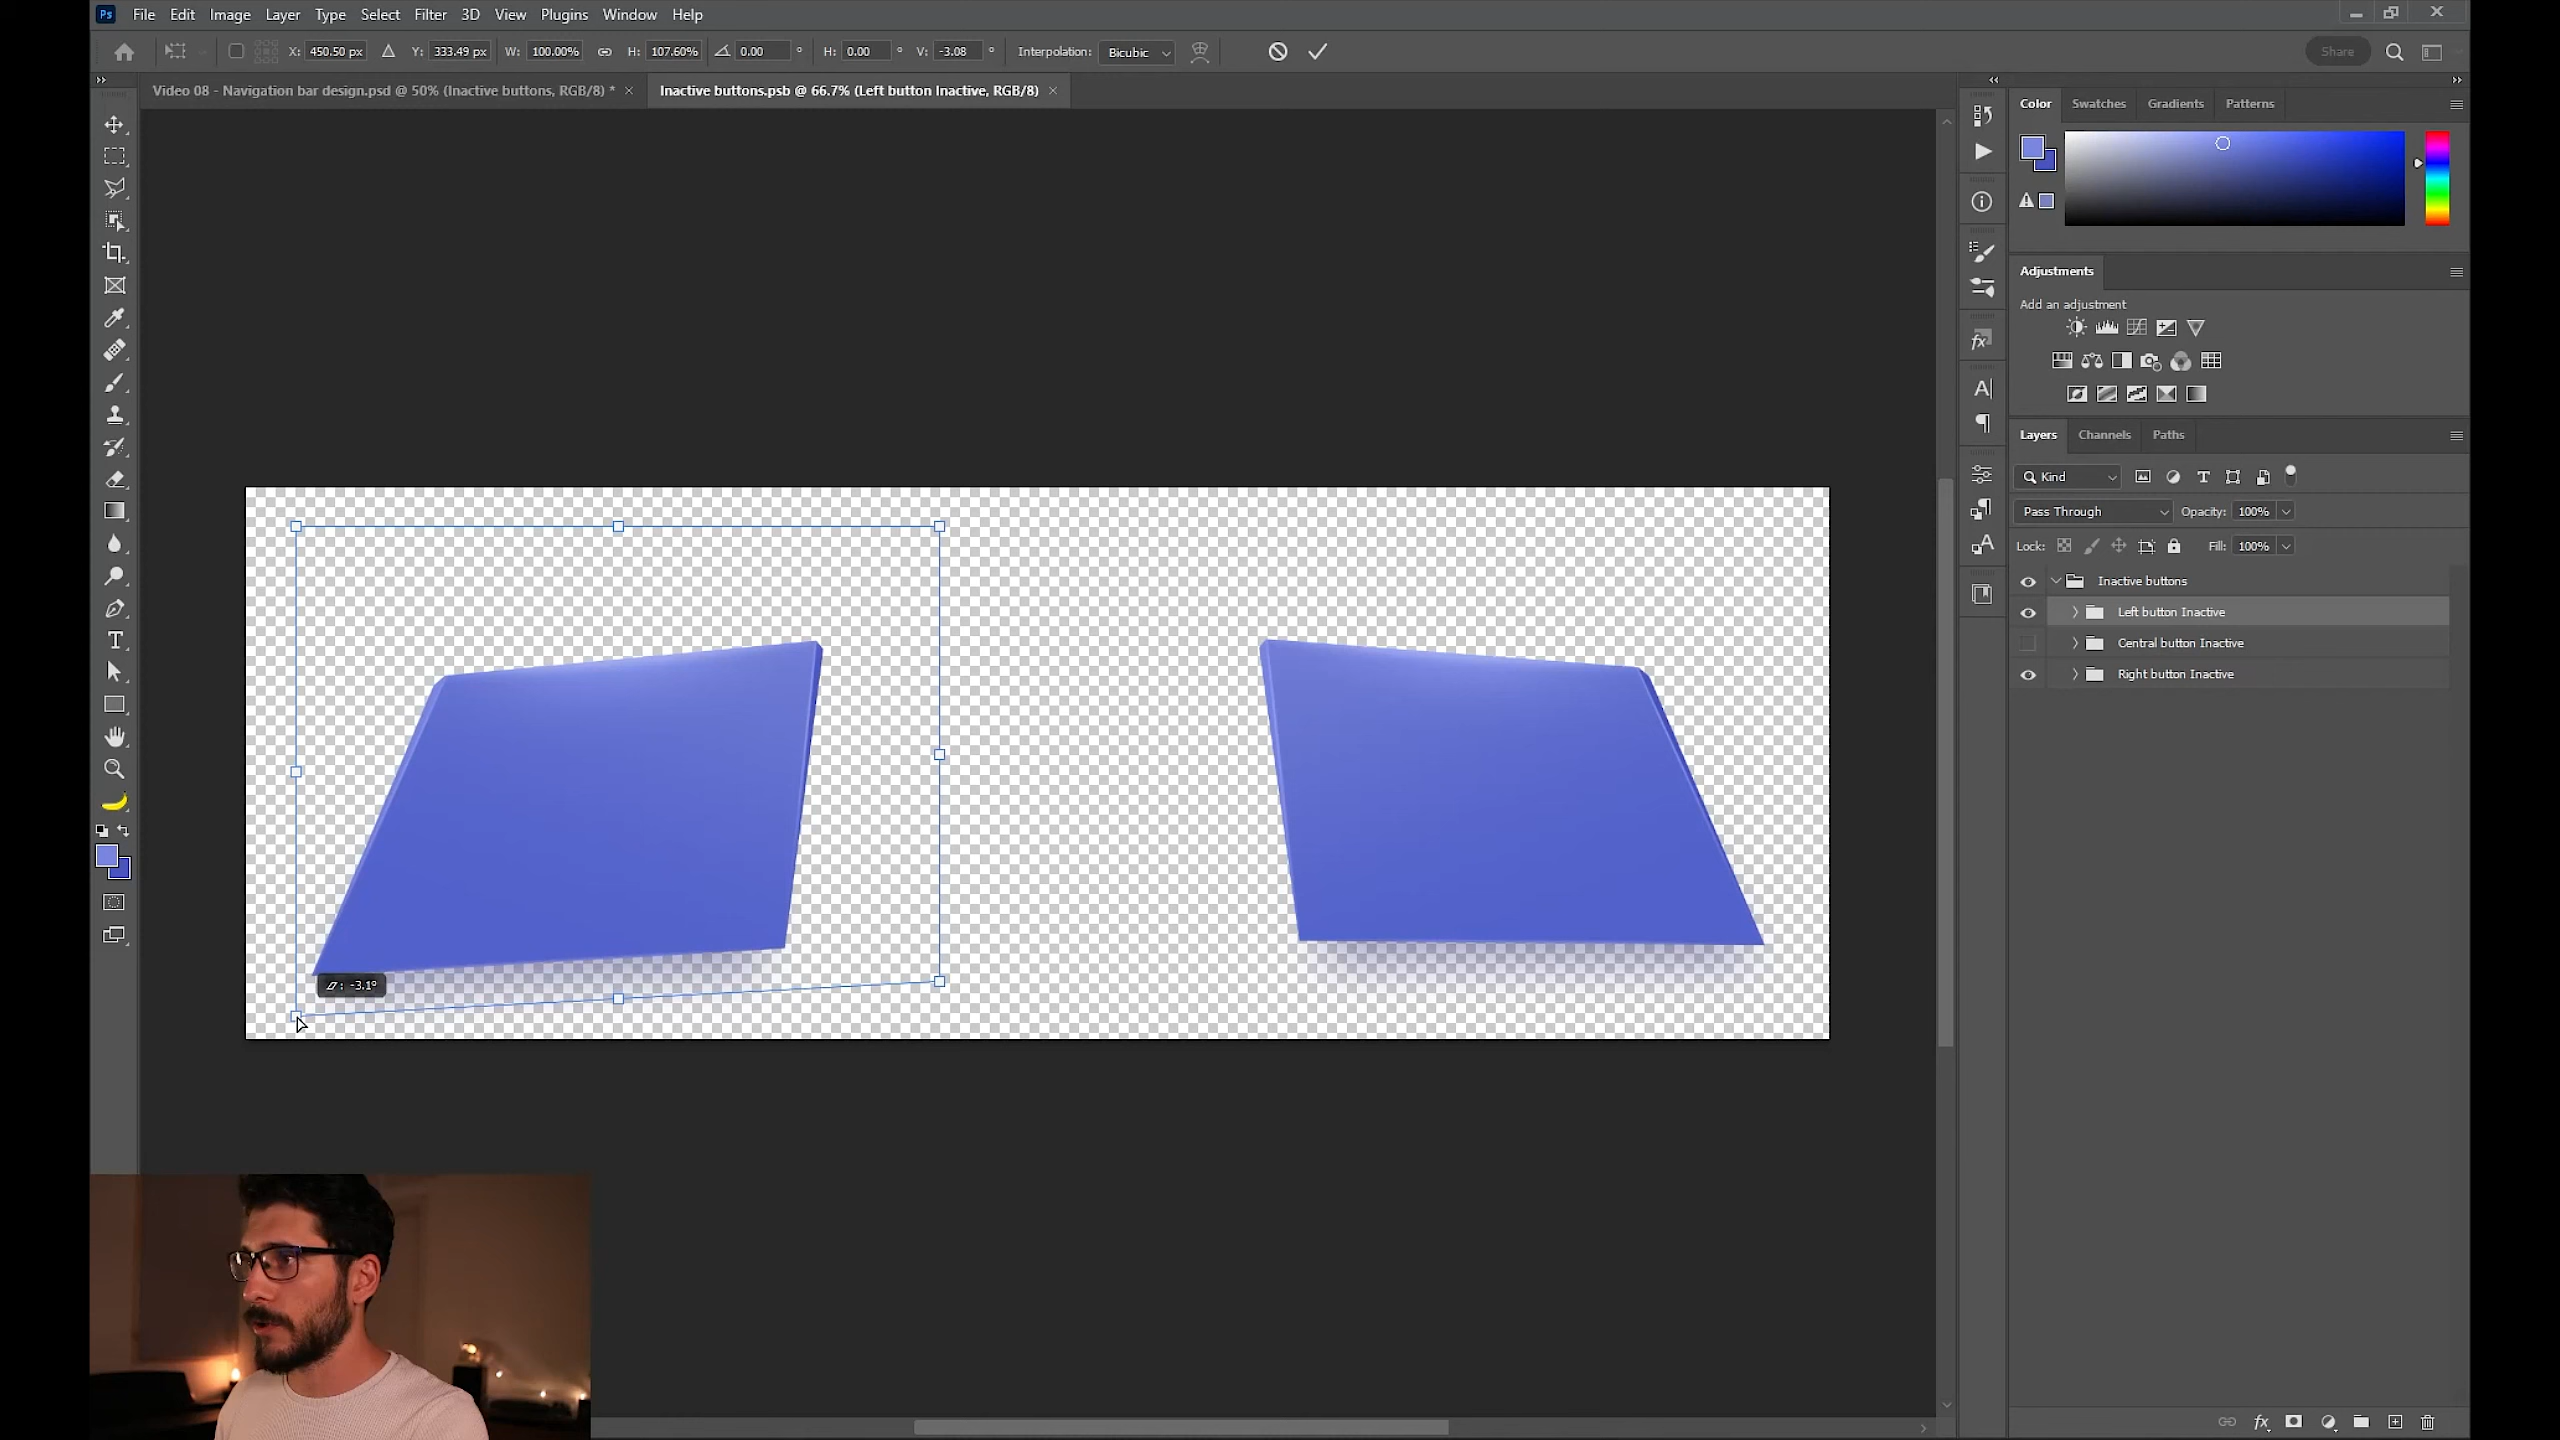 Ps File Edit Image Layer Type Select Filter 3D View Plugins Window Help
X: 450.50 px Y: 333.49 px W: 100.00% H: 107.60% 0.00 ° H: 0.00 ° V: -3.08 ° Interpolation: Bicubic Share
Video 08 - Navigation bar design.psd @ 50% (Inactive buttons, RGB/8) * × Inactive buttons.psb @ 66.7% (Left button Inactive, RGB/8) ×
Color Swatches Gradients Patterns
Adjustments
Add an adjustment
Layers Channels Paths
Kind
Pass Through Opacity: 100%
Lock: Fill: 100%
Inactive buttons
Left button Inactive
Central button Inactive
Right button Inactive
: -3.1°